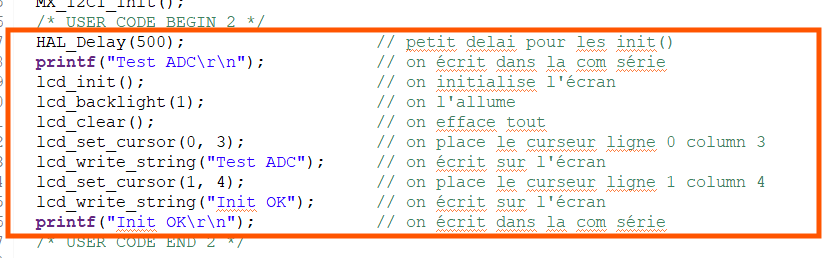 MX_I2C1_Init();
/* USER CODE BEGIN 2 */
HAL_Delay(500); // petit delai pour les init()
printf("Test ADC\r\n"); // on écrit dans la com série
lcd_init(); // on initialise l'écran
lcd_backlight(1); // on l'allume
lcd_clear(); // on efface tout
lcd_set_cursor(0, 3); // on place le curseur ligne 0 column 3
lcd_write_string("Test ADC"); // on écrit sur l'écran
lcd_set_cursor(1, 4); // on place le curseur ligne 1 column 4
lcd_write_string("Init OK"); // on écrit sur l'écran
printf("Init OK\r\n"); // on écrit dans la com série
/* USER CODE END 2 */